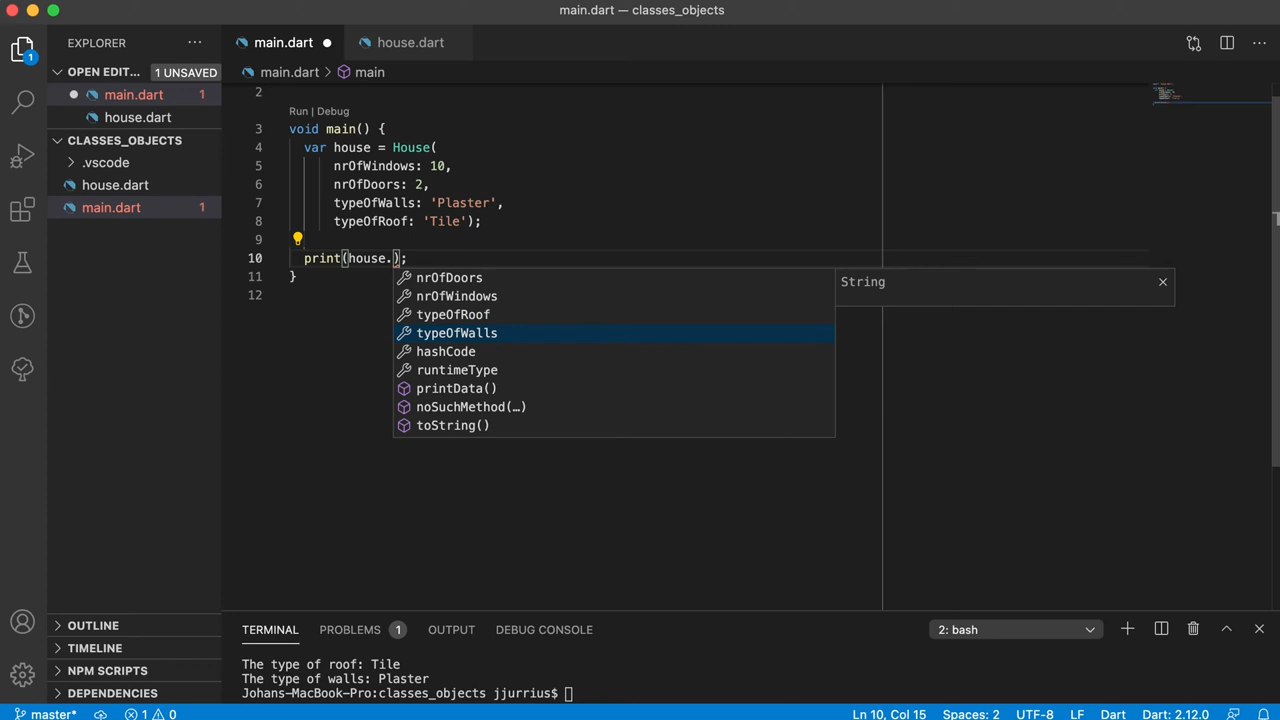 main.dart — classes_objects
EXPLORER
main.dart
house.dart
1
OPEN EDIT...
1 UNSAVED
main.dart > main
main.dart 1
house.dart
CLASSES_OBJECTS
.vscode
house.dart
main.dart 1
2
Run | Debug
3 void main() {
4 var house = House(
5 nrOfWindows: 10,
6 nrOfDoors: 2,
7 typeOfWalls: 'Plaster',
8 typeOfRoof: 'Tile');
9
10 print(house.);
11 }
12
nrOfDoors
nrOfWindows
typeOfRoof
typeOfWalls
hashCode
runtimeType
printData()
noSuchMethod(…)
toString()
String
OUTLINE
TIMELINE
NPM SCRIPTS
DEPENDENCIES
TERMINAL PROBLEMS 1 OUTPUT DEBUG CONSOLE
2: bash
The type of roof: Tile
The type of walls: Plaster
Johans-MacBook-Pro:classes_objects jjurrius$
master* 1 0
Ln 10, Col 15 Spaces: 2 UTF-8 LF Dart Dart: 2.12.0